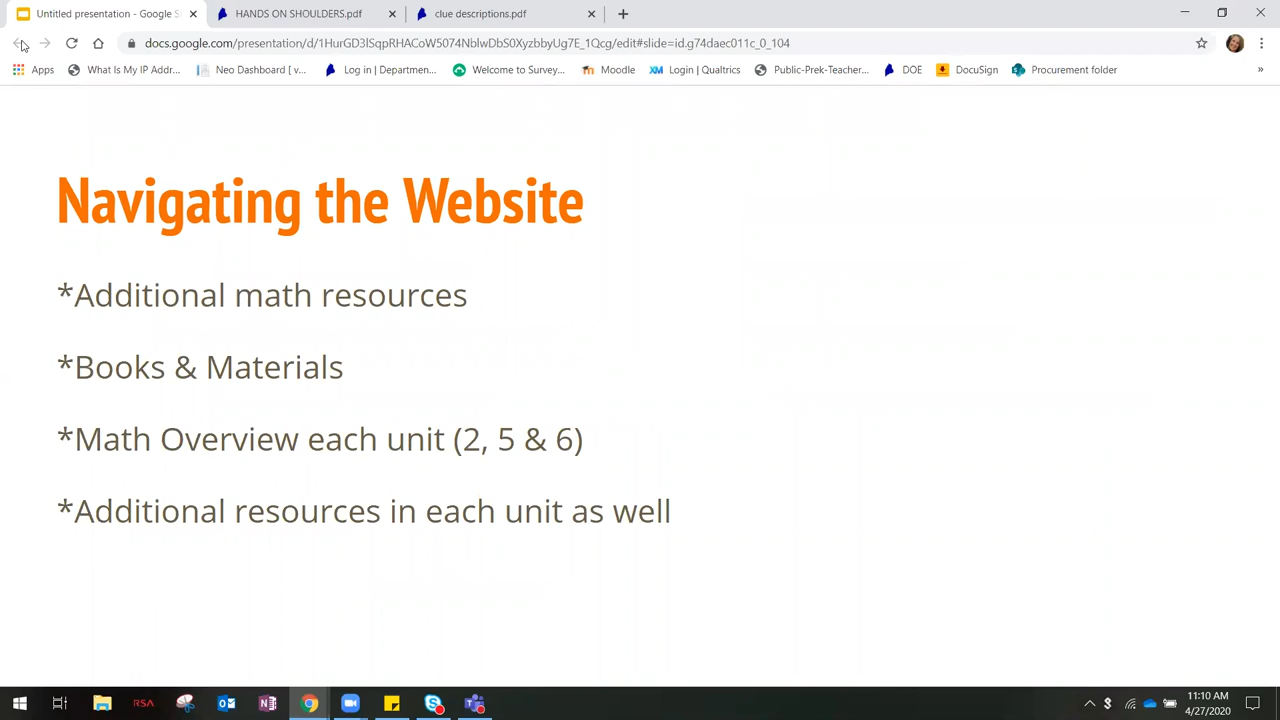 Untitled presentation - Google S
HANDS ON SHOULDERS.pdf
clue descriptions.pdf
docs.google.com/presentation/d/1HurGD3lSqpRHACoW5074NblwDbS0XyzbbyUg7E_1Qcg/edit#slide=id.g74daec011c_0_104
Apps
What Is My IP Addr...
Neo Dashboard [ v...
Log in | Departmen...
Welcome to Survey...
Moodle
Login | Qualtrics
Public-Prek-Teacher...
DOE
DocuSign
Procurement folder
Navigating the Website
*Additional math resources
*Books & Materials
*Math Overview each unit (2, 5 & 6)
*Additional resources in each unit as well
RSA
11:10 AM
4/27/2020